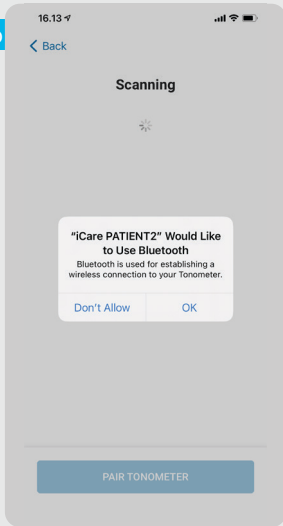 16.13
Back
Scanning
“iCare PATIENT2” Would Like
to Use Bluetooth
Bluetooth is used for establishing a
wireless connection to your Tonometer.
Don't Allow
OK
PAIR TONOMETER